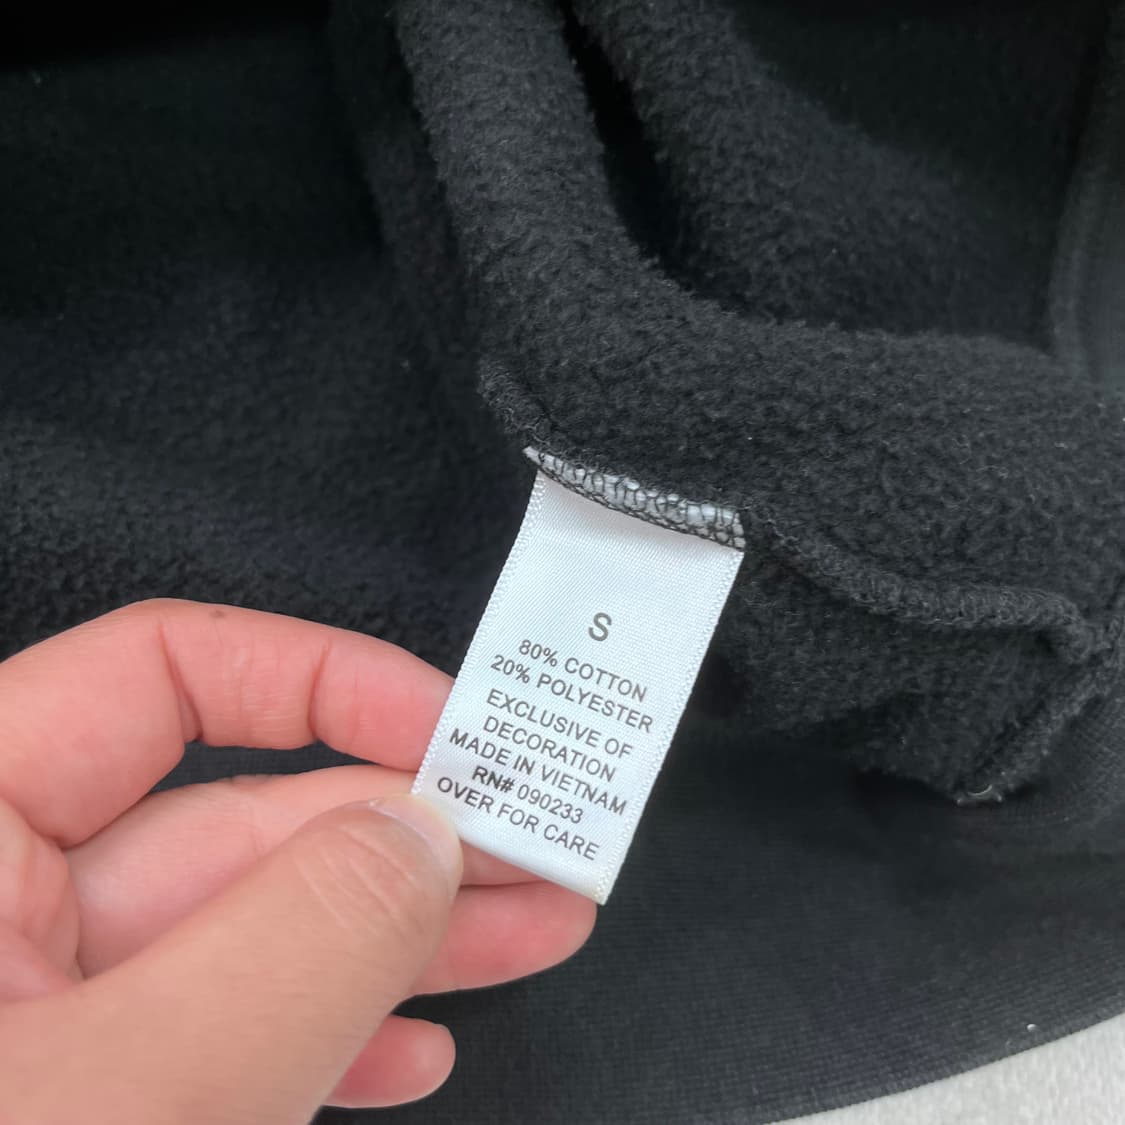 S
80% COTTON
20% POLYESTER
EXCLUSIVE OF
DECORATION
MADE IN VIETNAM
RN# 090233
OVER FOR CARE